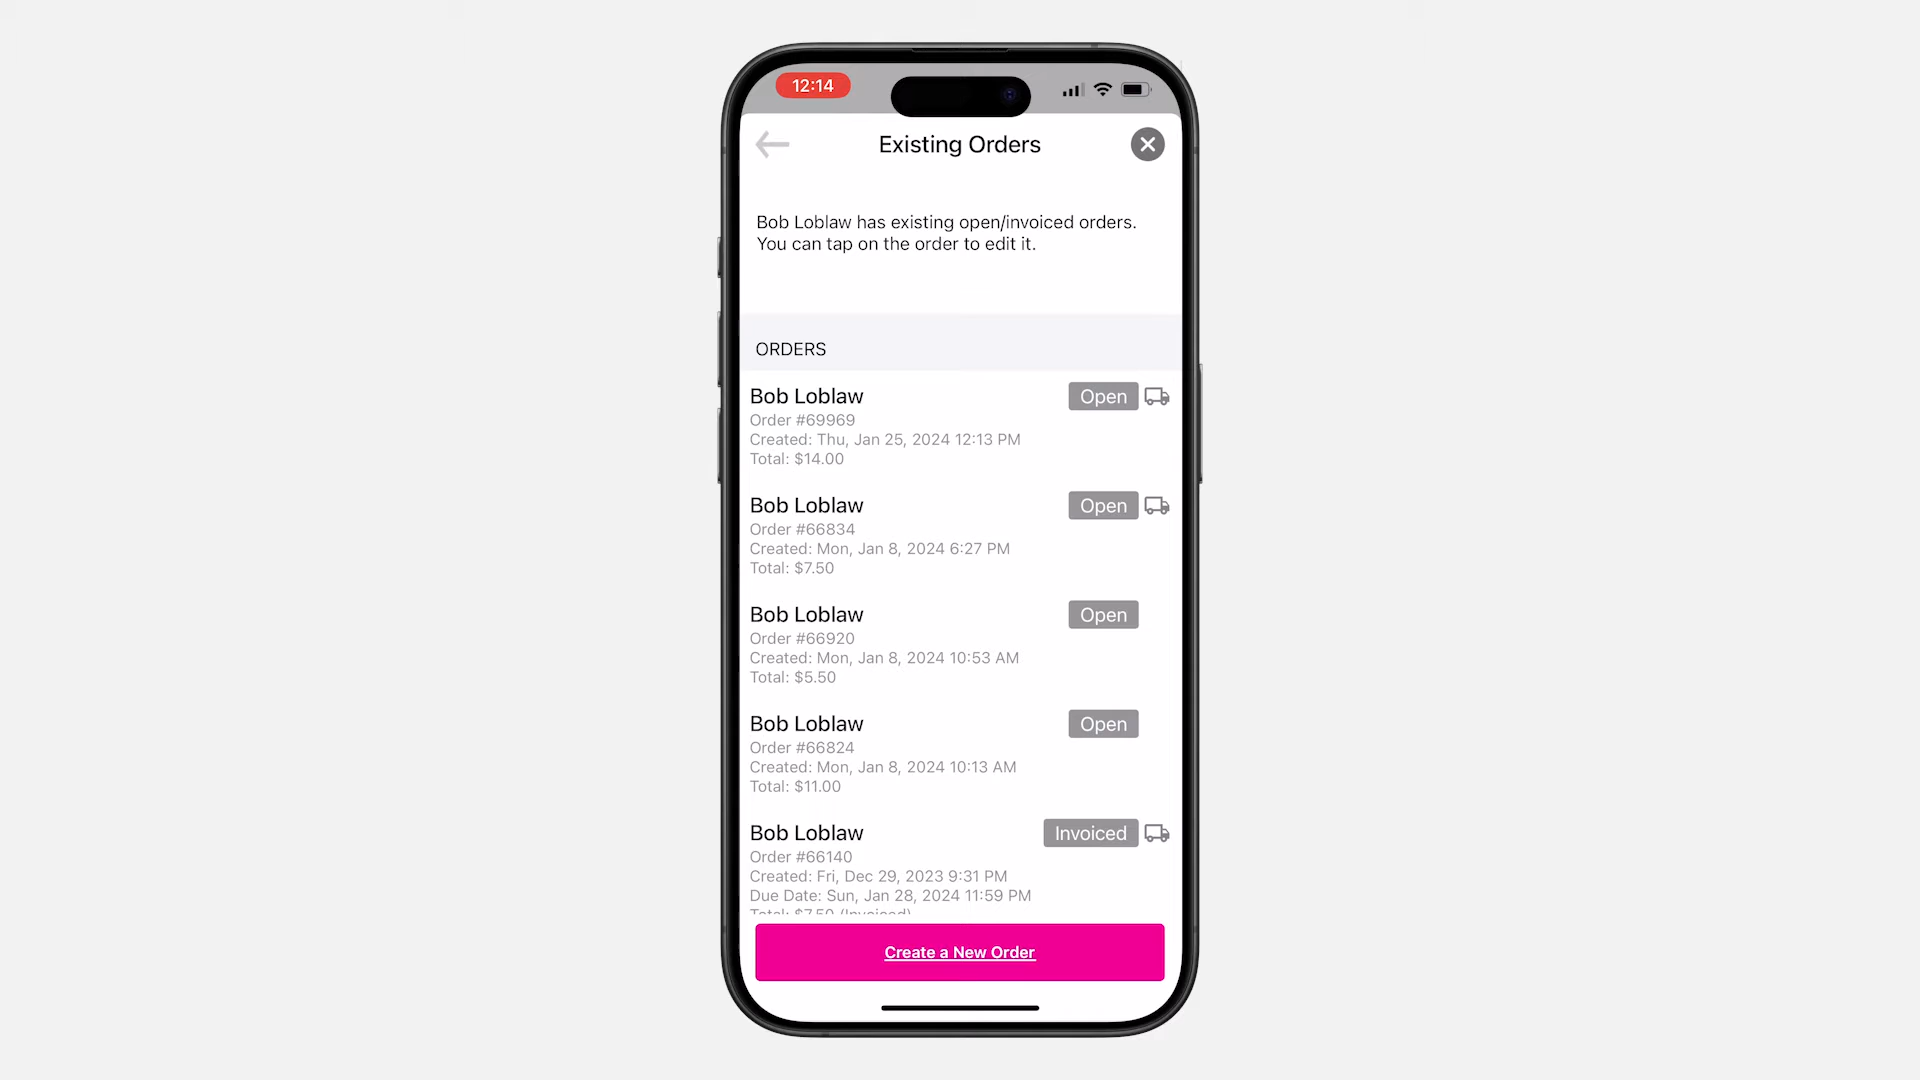 12:14
Existing Orders
Bob Loblaw has existing open/invoiced orders.
You can tap on the order to edit it.
ORDERS
Bob Loblaw Open
Order #69969
Created: Thu, Jan 25, 2024 12:13 PM
Total: $14.00
Bob Loblaw Open
Order #66834
Created: Mon, Jan 8, 2024 6:27 PM
Total: $7.50
Bob Loblaw Open
Order #66920
Created: Mon, Jan 8, 2024 10:53 AM
Total: $5.50
Bob Loblaw Open
Order #66824
Created: Mon, Jan 8, 2024 10:13 AM
Total: $11.00
Bob Loblaw Invoiced
Order #66140
Created: Fri, Dec 29, 2023 9:31 PM
Due Date: Sun, Jan 28, 2024 11:59 PM
Total: $7.50 (Invoiced)
Create a New Order